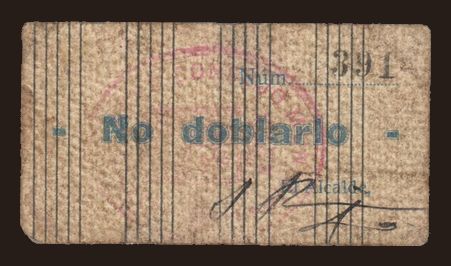 Núm. 391
- No doblarlo -
El Alcalde,